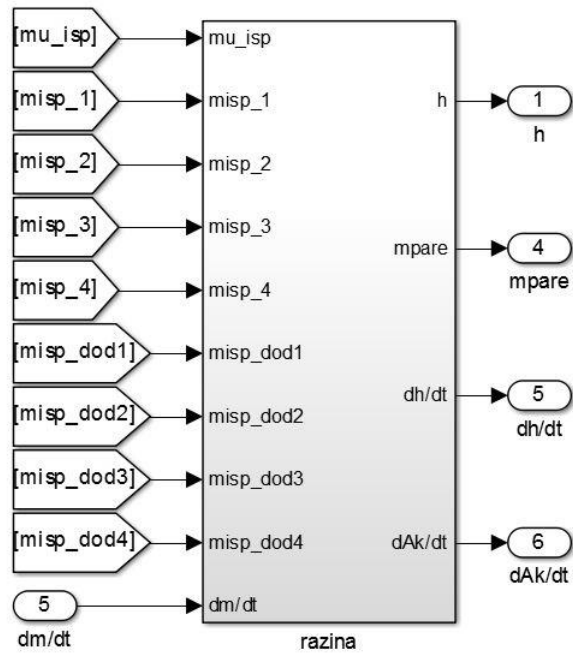 [mu_isp]
mu_isp
[misp_1]
misp_1
h
1
h
[misp_2]
misp_2
[misp_3]
misp_3
mpare
4
mpare
[misp_4]
misp_4
[misp_dod1]
misp_dod1
dh/dt
5
dh/dt
[misp_dod2]
misp_dod2
[misp_dod3]
misp_dod3
[misp_dod4]
misp_dod4
dAk/dt
6
dAk/dt
5
dm/dt
dm/dt
razina